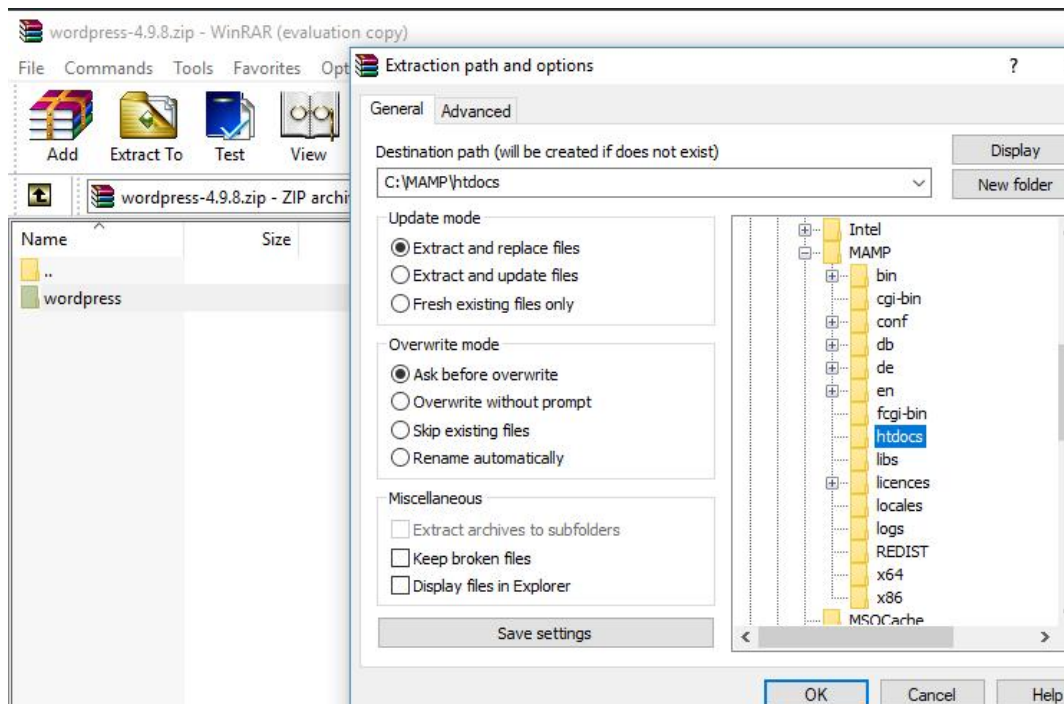 wordpress-4.9.8.zip - WinRAR (evaluation copy)
File Commands Tools Favorites Opt
Add Extract To Test View
wordpress-4.9.8.zip - ZIP archi
Name Size
..
wordpress
Extraction path and options ?
General Advanced
Destination path (will be created if does not exist)
Display
C:\MAMP\htdocs
New folder
Update mode
Extract and replace files
Extract and update files
Fresh existing files only
Overwrite mode
Ask before overwrite
Overwrite without prompt
Skip existing files
Rename automatically
Miscellaneous
Extract archives to subfolders
Keep broken files
Display files in Explorer
Save settings
Intel
MAMP
bin
cgi-bin
conf
db
de
en
fcgi-bin
htdocs
libs
licences
locales
logs
REDIST
x64
x86
MSOCache
OK Cancel Help